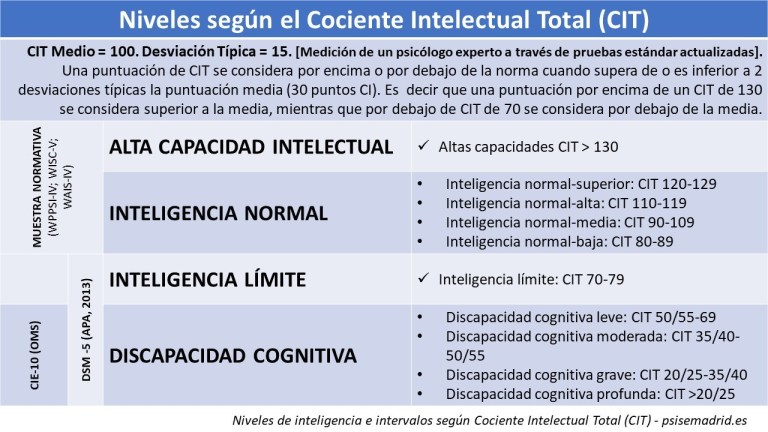 Niveles según el Cociente Intelectual Total (CIT)
CIT Medio = 100. Desviación Típica = 15. [Medición de un psicólogo experto a través de pruebas estándar actualizadas].
Una puntuación de CIT se considera por encima o por debajo de la norma cuando supera de o es inferior a 2
desviaciones típicas la puntuación media (30 puntos CI). Es decir que una puntuación por encima de un CIT de 130
se considera superior a la media, mientras que por debajo de CIT de 70 se considera por debajo de la media.
MUESTRA NORMATIVA
(WPPSI-IV; WISC-V;
WAIS-IV)
ALTA CAPACIDAD INTELECTUAL
✓ Altas capacidades CIT > 130
INTELIGENCIA NORMAL
• Inteligencia normal-superior: CIT 120-129
• Inteligencia normal-alta: CIT 110-119
• Inteligencia normal-media: CIT 90-109
• Inteligencia normal-baja: CIT 80-89
DSM -5 (APA, 2013)
INTELIGENCIA LÍMITE
✓ Inteligencia límite: CIT 70-79
CIE-10 (OMS)
DISCAPACIDAD COGNITIVA
• Discapacidad cognitiva leve: CIT 50/55-69
• Discapacidad cognitiva moderada: CIT 35/40-
50/55
• Discapacidad cognitiva grave: CIT 20/25-35/40
• Discapacidad cognitiva profunda: CIT >20/25
Niveles de inteligencia e intervalos según Cociente Intelectual Total (CIT) - psisemadrid.es